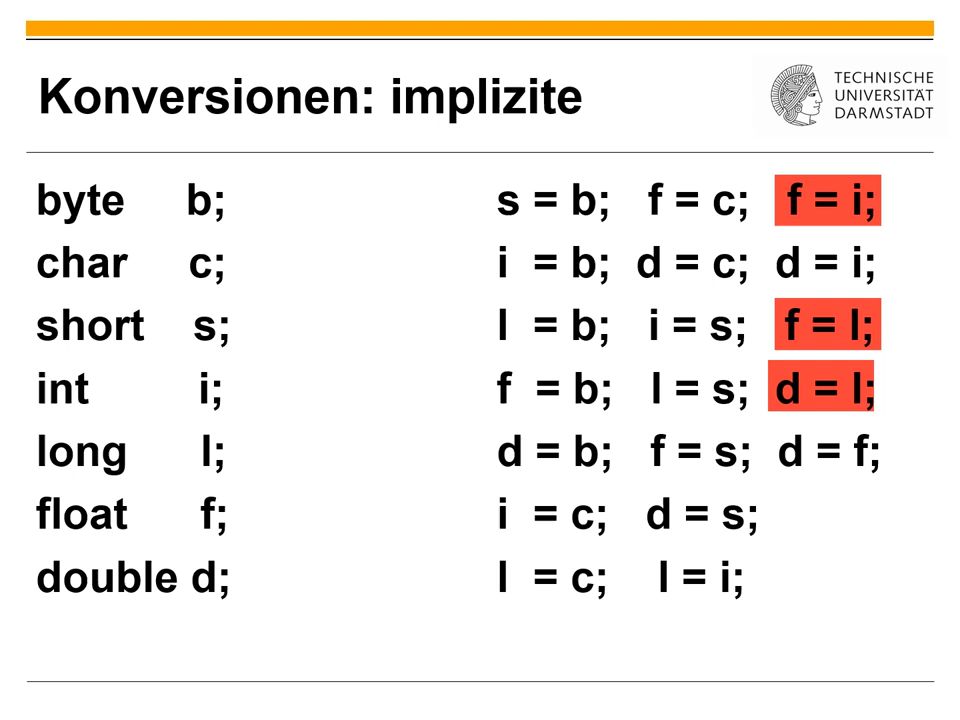 Konversionen: implizite
TECHNISCHE
UNIVERSITÄT
DARMSTADT
byte b; s = b; f = c; f = i;
char c; i = b; d = c; d = i;
short s; l = b; i = s; f = l;
int i; f = b; l = s; d = l;
long l; d = b; f = s; d = f;
float f; i = c; d = s;
double d; l = c; l = i;